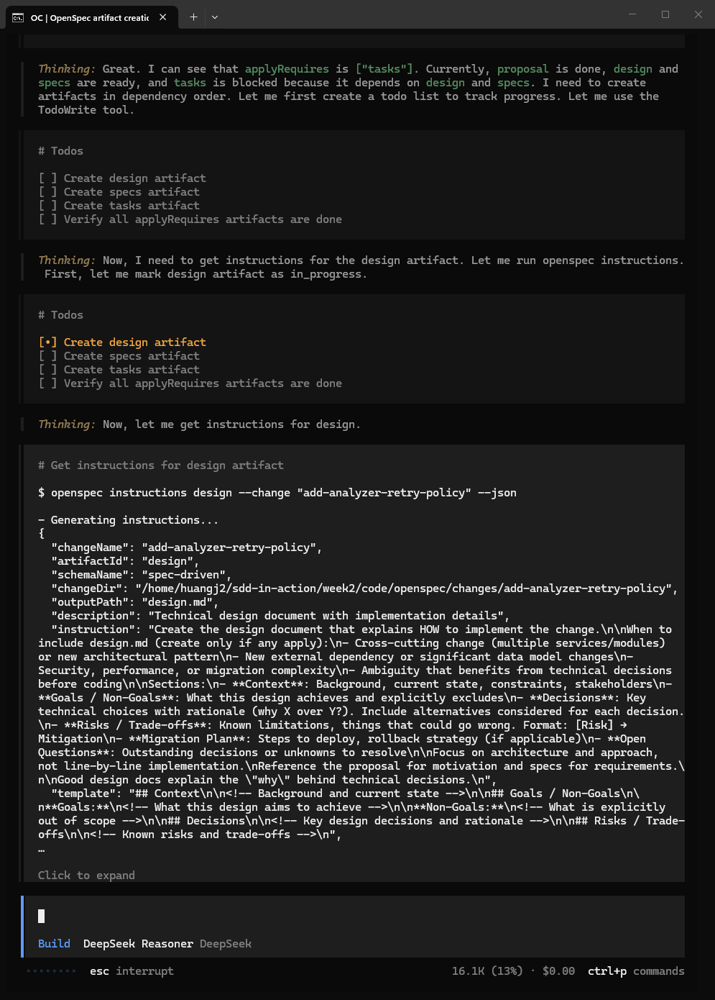 OC | OpenSpec artifact creatic
Thinking: Great. I can see that applyRequires is ["tasks"]. Currently, proposal is done, design and
specs are ready, and tasks is blocked because it depends on design and specs. I need to create
artifacts in dependency order. Let me first create a todo list to track progress. Let me use the
TodoWrite tool.
# Todos
[ ] Create design artifact
[ ] Create specs artifact
[ ] Create tasks artifact
[ ] Verify all applyRequires artifacts are done
Thinking: Now, I need to get instructions for the design artifact. Let me run openspec instructions.
First, let me mark design artifact as in_progress.
# Todos
[•] Create design artifact
[ ] Create specs artifact
[ ] Create tasks artifact
[ ] Verify all applyRequires artifacts are done
Thinking: Now, let me get instructions for design.
# Get instructions for design artifact
$ openspec instructions design --change "add-analyzer-retry-policy" --json
- Generating instructions...
{
"changeName": "add-analyzer-retry-policy",
"artifactId": "design",
"schemaName": "spec-driven",
"changeDir": "/home/huangj2/sdd-in-action/week2/code/openspec/changes/add-analyzer-retry-policy",
"outputPath": "design.md",
"description": "Technical design document with implementation details",
"instruction": "Create the design document that explains HOW to implement the change.\n\nWhen to
include design.md (create only if any apply):\n- Cross-cutting change (multiple services/modules)
or new architectural pattern\n- New external dependency or significant data model changes\n-
Security, performance, or migration complexity\n- Ambiguity that benefits from technical decisions
before coding\n\nSections:\n- **Context**: Background, current state, constraints, stakeholders\n-
**Goals / Non-Goals**: What this design achieves and explicitly excludes\n- **Decisions**: Key
technical choices with rationale (why X over Y?). Include alternatives considered for each decision.
\n- **Risks / Trade-offs**: Known limitations, things that could go wrong. Format: [Risk] →
Mitigation\n- **Migration Plan**: Steps to deploy, rollback strategy (if applicable)\n- **Open
Questions**: Outstanding decisions or unknowns to resolve\n\nFocus on architecture and approach,
not line-by-line implementation.\nReference the proposal for motivation and specs for requirements.\
n\nGood design docs explain the \"why\" behind technical decisions.\n",
"template": "## Context\n\n<!-- Background and current state -->\n\n## Goals / Non-Goals\n\
n**Goals:**\n<!-- What this design aims to achieve -->\n\n**Non-Goals:**\n<!-- What is explicitly
out of scope -->\n\n## Decisions\n\n<!-- Key design decisions and rationale -->\n\n## Risks / Trade-
offs\n\n<!-- Known risks and trade-offs -->\n",
…
Click to expand
Build DeepSeek Reasoner DeepSeek
esc interrupt 16.1K (13%) · $0.00 ctrl+p commands